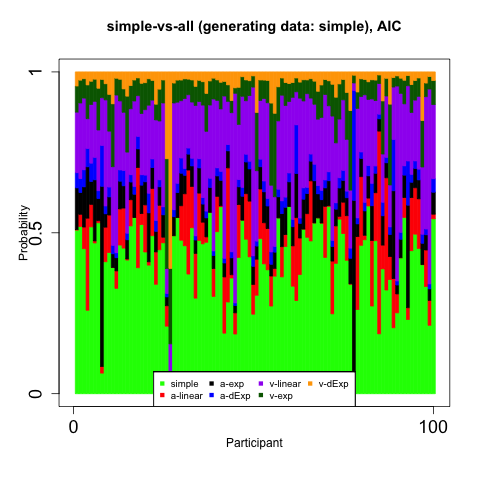 simple-vs-all (generating data: simple), AIC
1
0.5
0
Probability
simple a-exp v-linear v-dExp
a-linear a-dExp v-exp
0 100
Participant